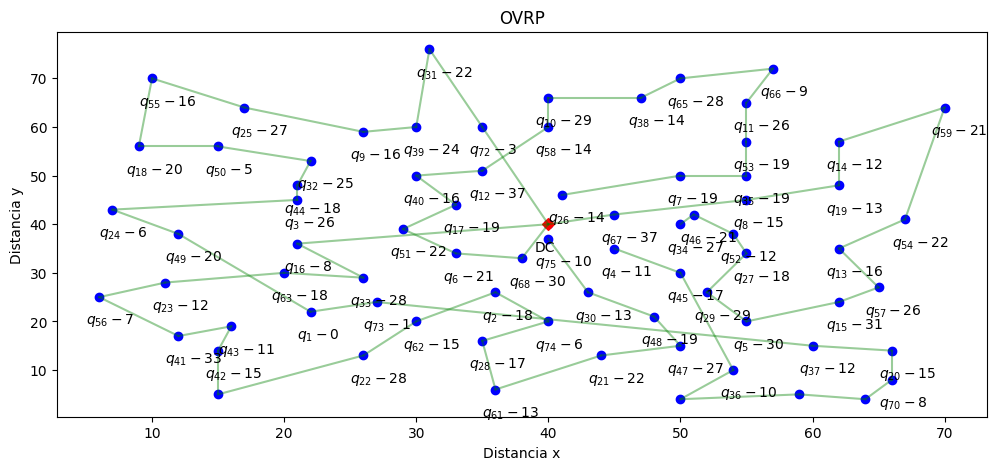 OVRP
Distancia y
70
60
50
40
30
20
10
q31 − 22
q66 − 9
q55 − 16
q65 − 28
q59 − 21
q25 − 27
q10 − 29
q38 − 14
q11 − 26
q9 − 16
q39 − 24
q72 − 3
q58 − 14
q18 − 20
q50 − 5
q53 − 19
q14 − 12
q32 − 25
q12 − 37
q40 − 16
q7 − 19
q44 − 18
q26 − 14
q8 − 15
q19 − 13
q3 − 26
q24 − 6
q17 − 19
q67 − 37
q46 − 21
q34 − 27
q54 − 22
DC
q49 − 20
q51 − 22
q52 − 12
q75 − 10
q16 − 8
q6 − 21
q68 − 30
q4 − 11
q27 − 18
q13 − 16
q63 − 18
q33 − 28
q45 − 17
q23 − 12
q56 − 7
q1 − 0
q73 − 1
q2 − 18
q30 − 13
q29 − 29
q57 − 26
q15 − 31
q62 − 15
q74 − 6
q48 − 19
q5 − 30
q43 − 11
q41 − 33
q42 − 15
q22 − 28
q28 − 17
q21 − 22
q47 − 27
q37 − 12
q20 − 15
q36 − 10
q70 − 8
q61 − 13
10 20 30 40 50 60 70
Distancia x